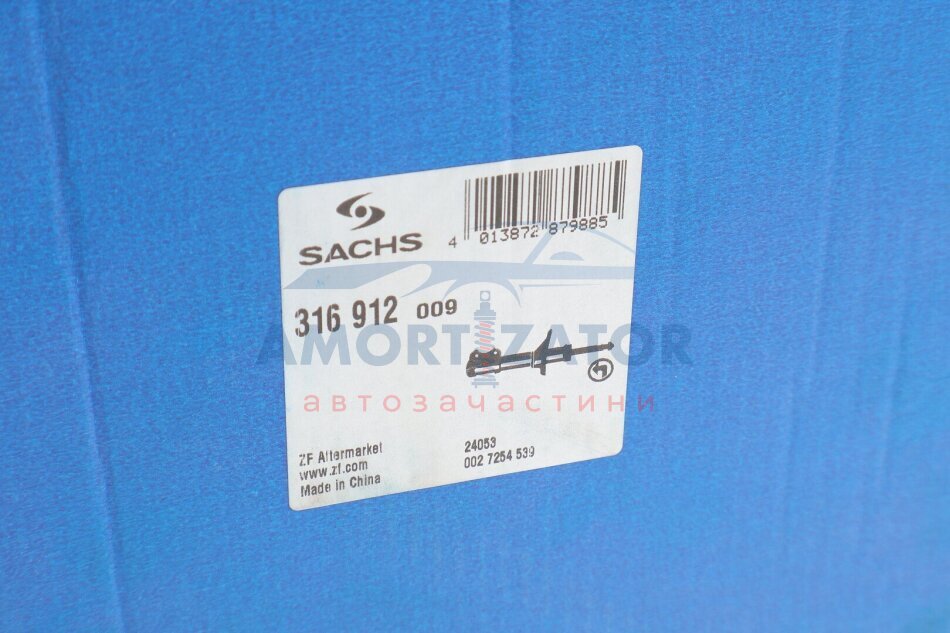 SACHS
4 013872 879885
316 912 009
AMORTIZATOR
автозачастини
ZF Aftermarket
www.zf.com
Made in China
24053
002 7254 539